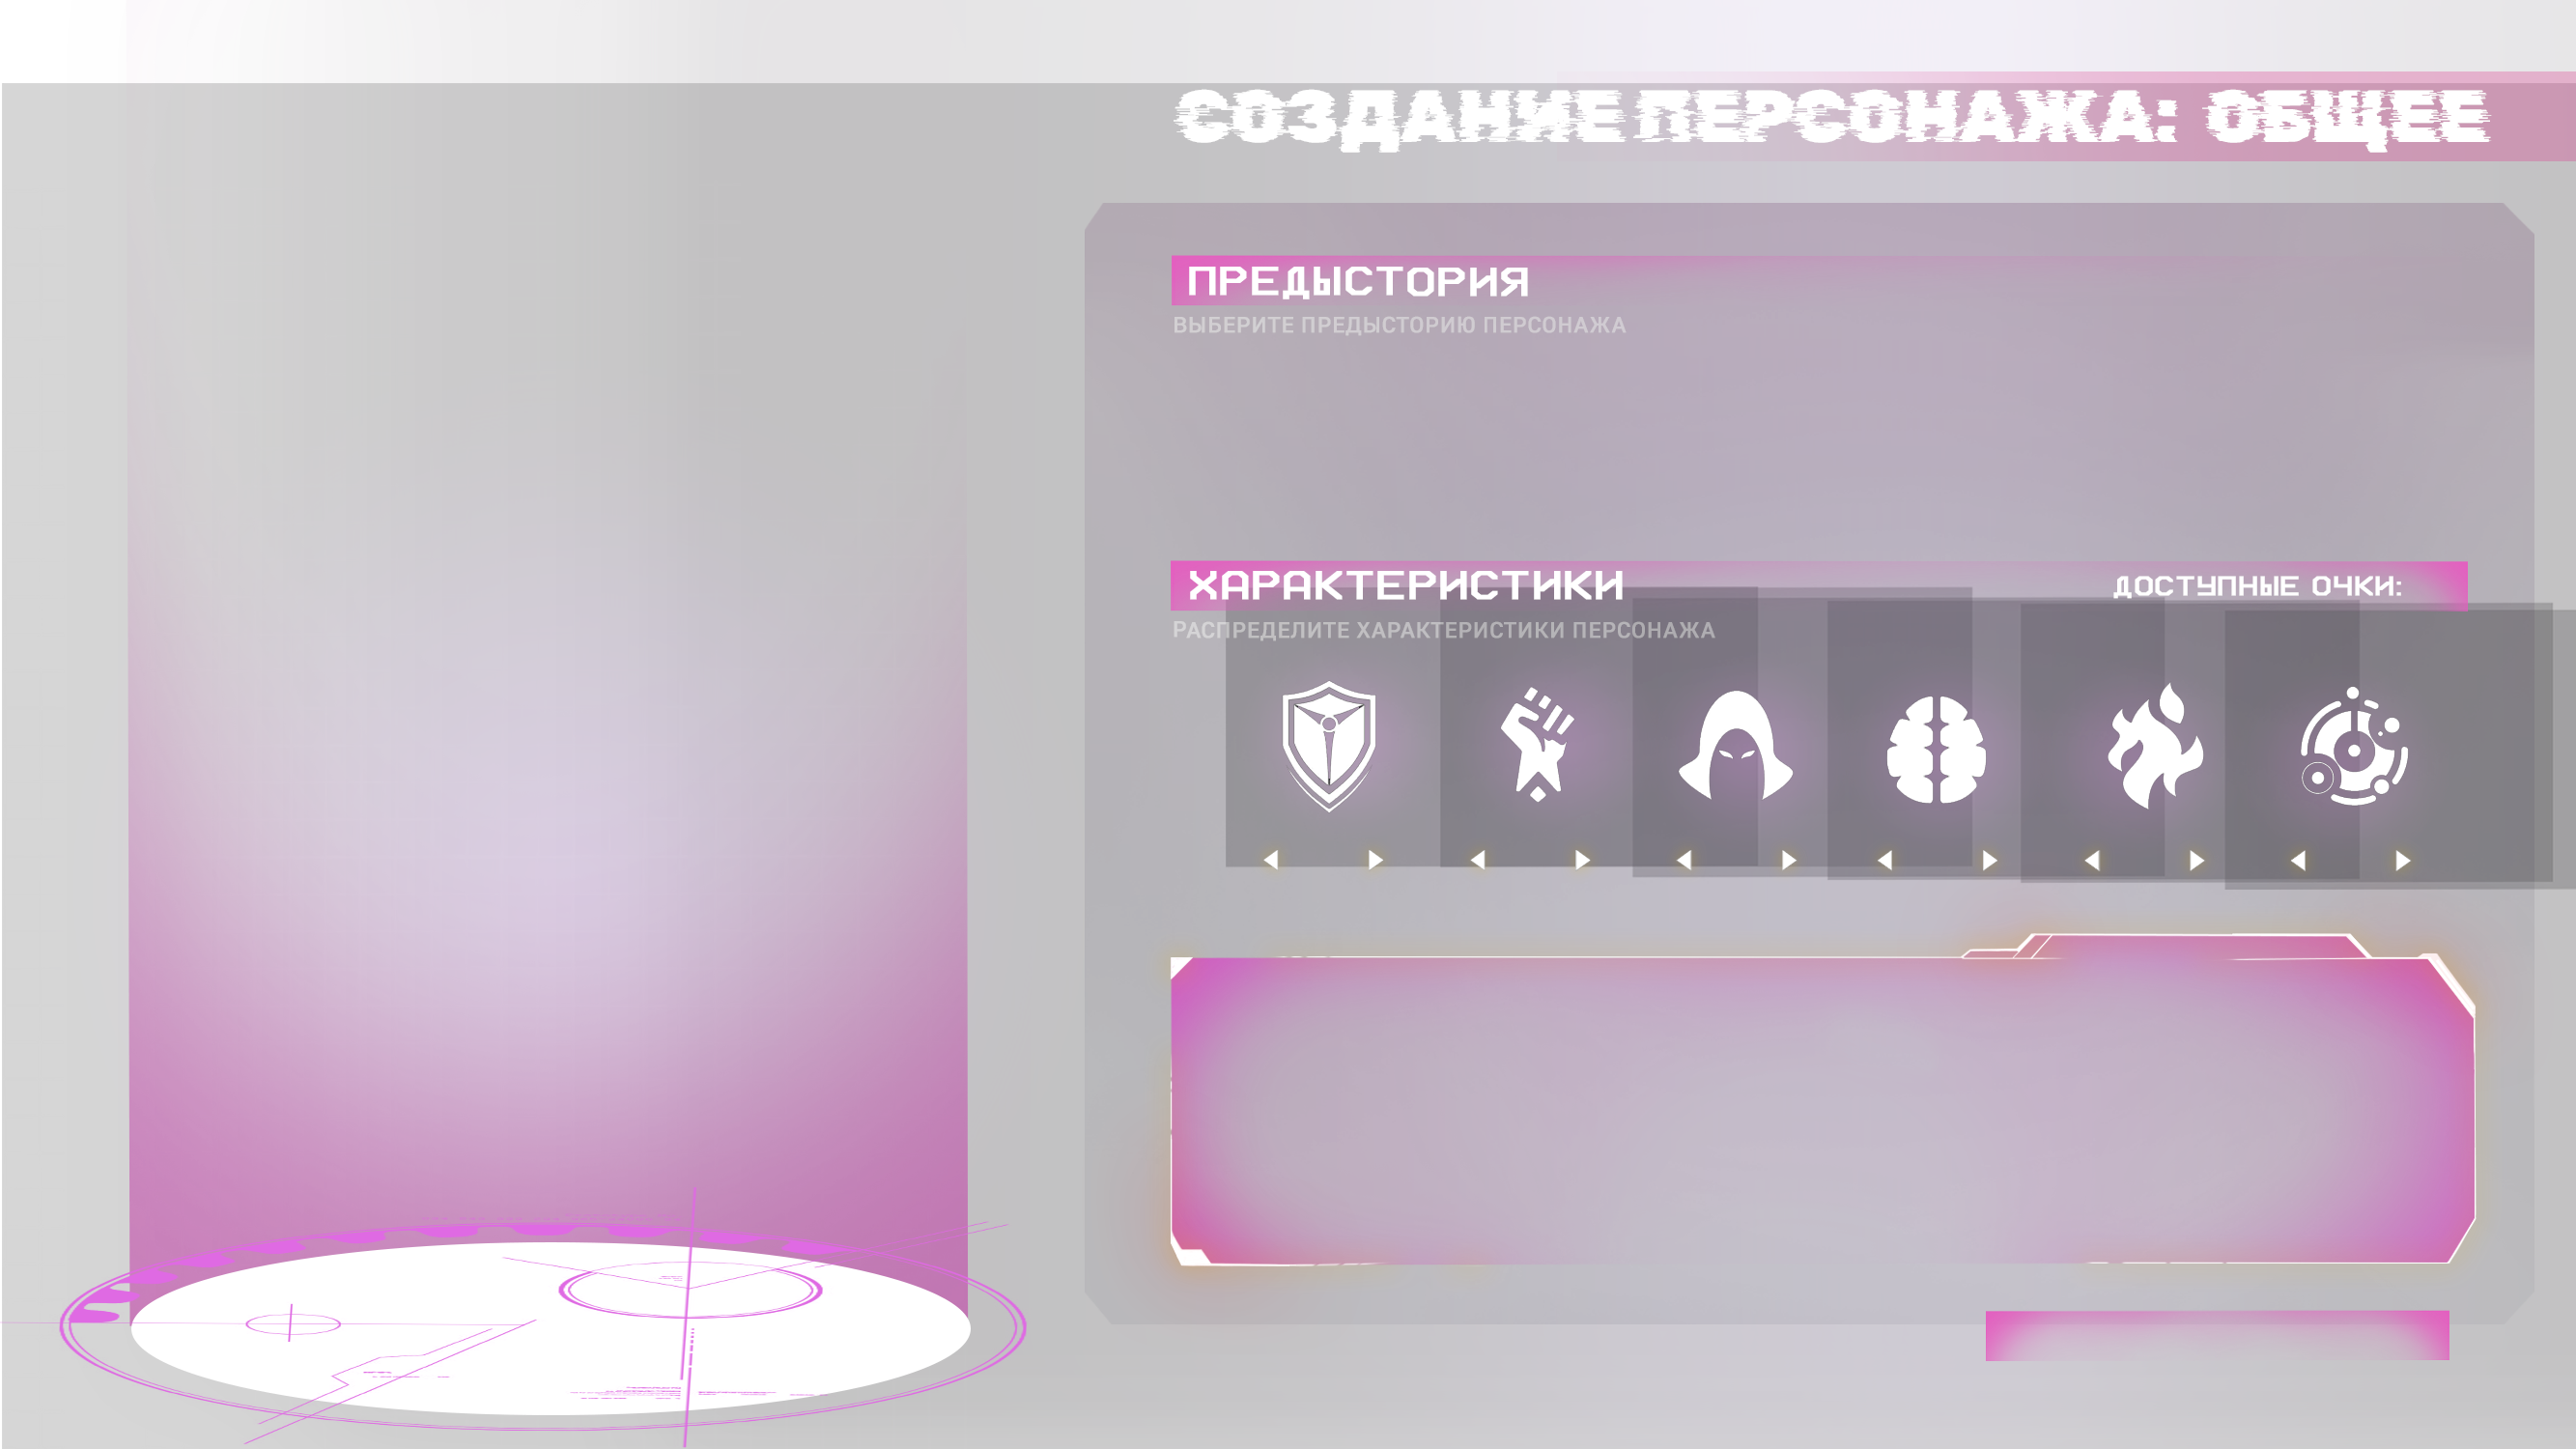 СОЗДАНИЕ ПЕРСОНАЖА: ОБЩЕЕ
ПРЕДЫСТОРИЯ
ВЫБЕРИТЕ ПРЕДЫСТОРИЮ ПЕРСОНАЖА
ХАРАКТЕРИСТИКИ
ДОСТУПНЫЕ ОЧКИ:
РАСПРЕДЕЛИТЕ ХАРАКТЕРИСТИКИ ПЕРСОНАЖА